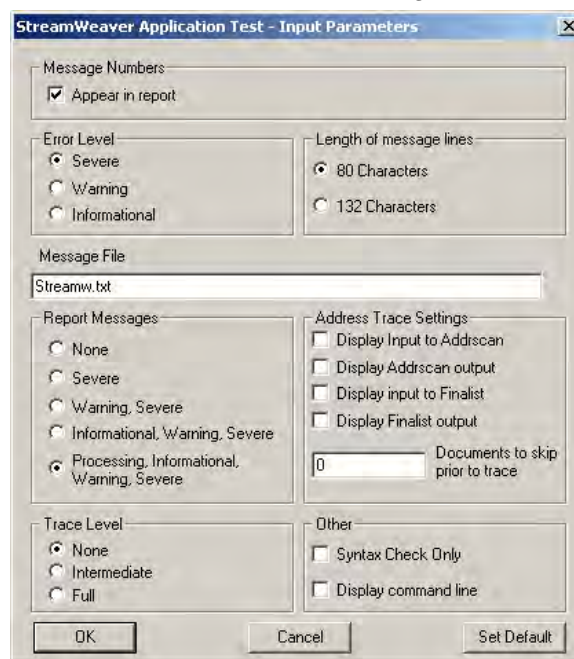 StreamWeaver Application Test - Input Parameters
Message Numbers
Appear in report
Error Level
Severe
Warning
Informational
Length of message lines
80 Characters
132 Characters
Message File
Streamw.txt
Report Messages
None
Severe
Warning, Severe
Informational, Warning, Severe
Processing, Informational,
Warning, Severe
Address Trace Settings
Display Input to Addrscan
Display Addrscan output
Display input to Finalist
Display Finalist output
0
Documents to skip
prior to trace
Trace Level
None
Intermediate
Full
Other
Syntax Check Only
Display command line
OK
Cancel
Set Default